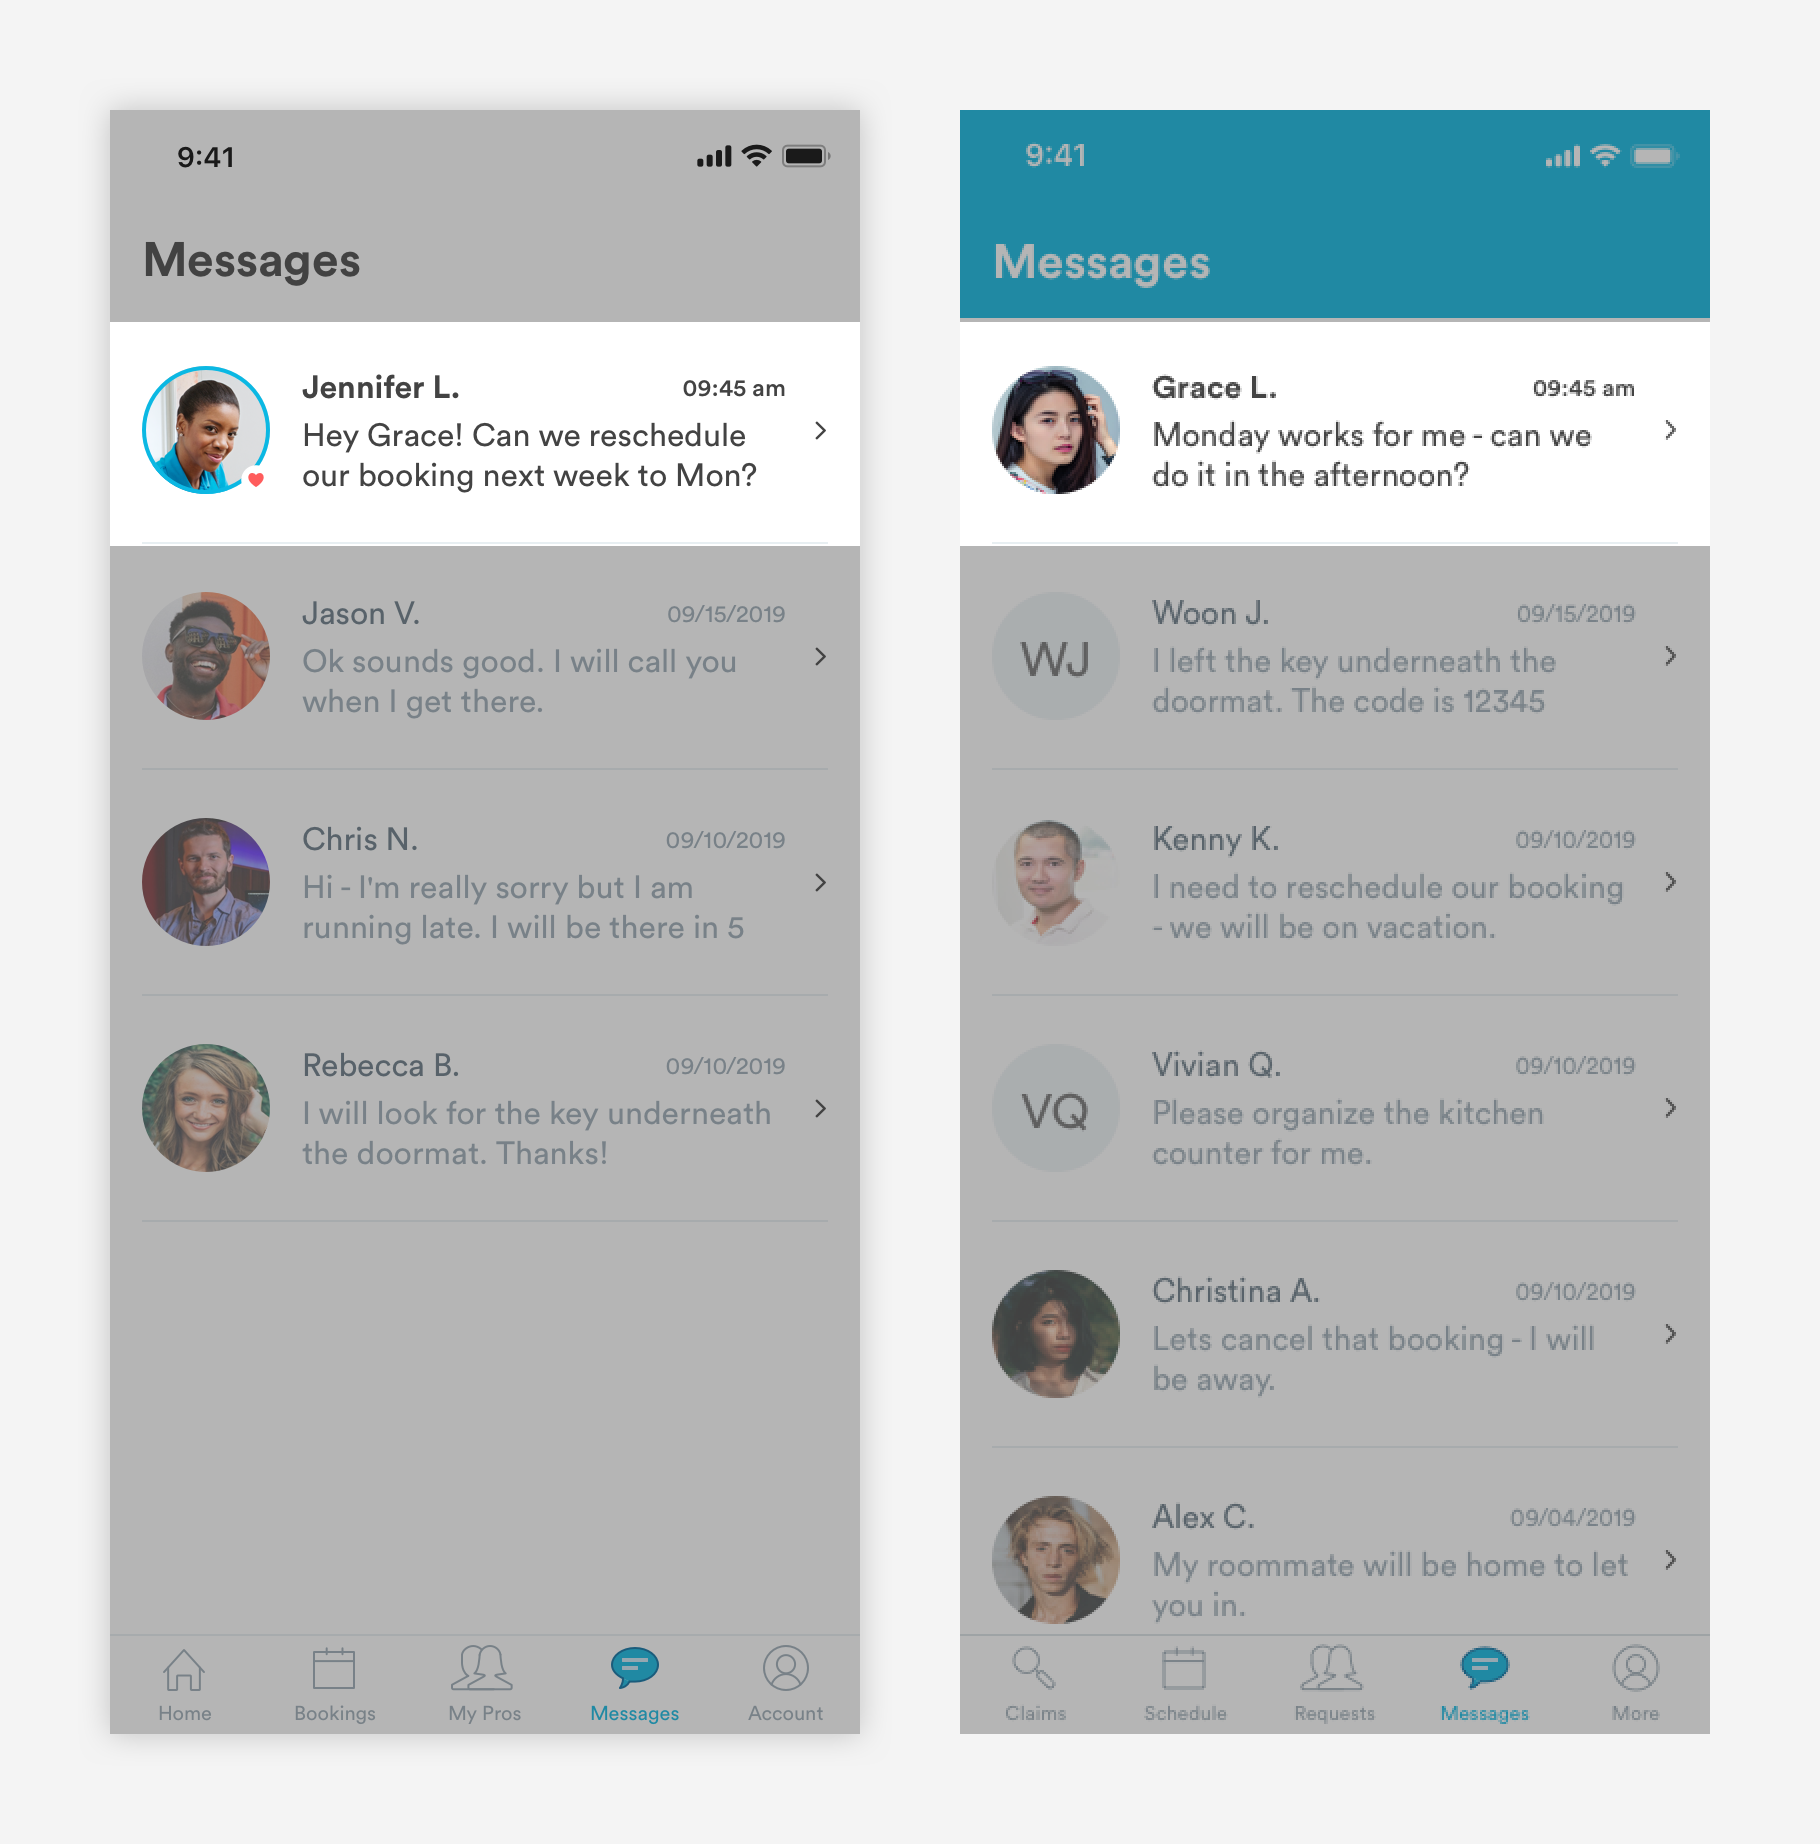 9:41
Messages
Jennifer L.
09:45 am
Hey Grace! Can we reschedule
our booking next week to Mon?
Jason V.
09/15/2019
Ok sounds good. I will call you
when I get there.
Chris N.
09/10/2019
Hi - I'm really sorry but I am
running late. I will be there in 5
Rebecca B.
09/10/2019
I will look for the key underneath
the doormat. Thanks!
Home
Bookings
My Pros
Messages
Account
9:41
Messages
Grace L.
09:45 am
Monday works for me - can we
do it in the afternoon?
WJ
Woon J.
09/15/2019
I left the key underneath the
doormat. The code is 12345
Kenny K.
09/10/2019
I need to reschedule our booking
- we will be on vacation.
VQ
Vivian Q.
09/10/2019
Please organize the kitchen
counter for me.
Christina A.
09/10/2019
Lets cancel that booking - I will
be away.
Alex C.
09/04/2019
My roommate will be home to let
you in.
Claims
Schedule
Requests
Messages
More